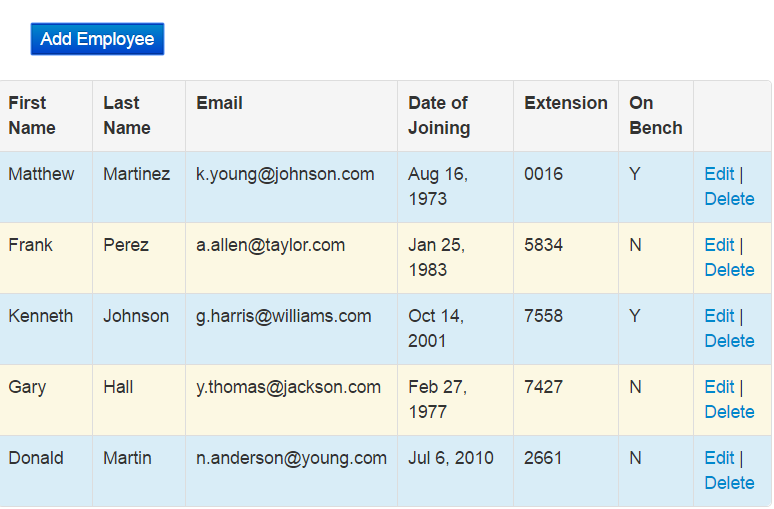 Add Employee
First Name Last Name Email Date of Joining Extension On Bench
Matthew Martinez k.young@johnson.com Aug 16, 1973 0016 Y Edit | Delete
Frank Perez a.allen@taylor.com Jan 25, 1983 5834 N Edit | Delete
Kenneth Johnson g.harris@williams.com Oct 14, 2001 7558 Y Edit | Delete
Gary Hall y.thomas@jackson.com Feb 27, 1977 7427 N Edit | Delete
Donald Martin n.anderson@young.com Jul 6, 2010 2661 N Edit | Delete